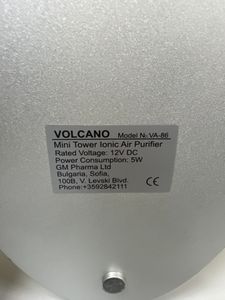 VOLCANO Model №:VA-86
Mini Tower Ionic Air Purifier
Rated Voltage: 12V DC
Power Consumption: 5W
GM Pharma Ltd
Bulgaria, Sofia,
100B, V. Levski Blvd.
Phone:+3592842111
CE